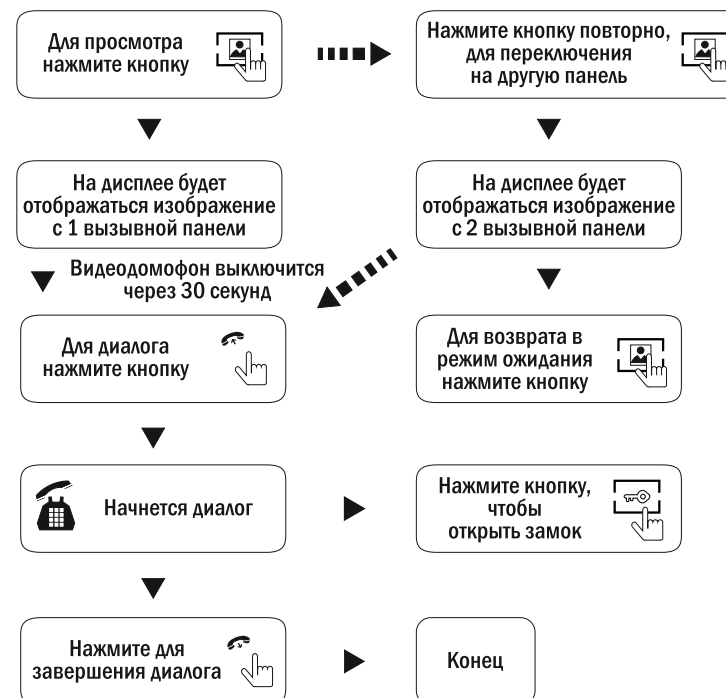 Для просмотра
нажмите кнопку
Нажмите кнопку повторно,
для переключения
на другую панель
На дисплее будет
отображаться изображение
с 1 вызывной панели
На дисплее будет
отображаться изображение
с 2 вызывной панели
Видеодомофон выключится
через 30 секунд
Для диалога
нажмите кнопку
Для возврата в
режим ожидания
нажмите кнопку
Начнется диалог
Нажмите кнопку,
чтобы
открыть замок
Нажмите для
завершения диалога
Конец